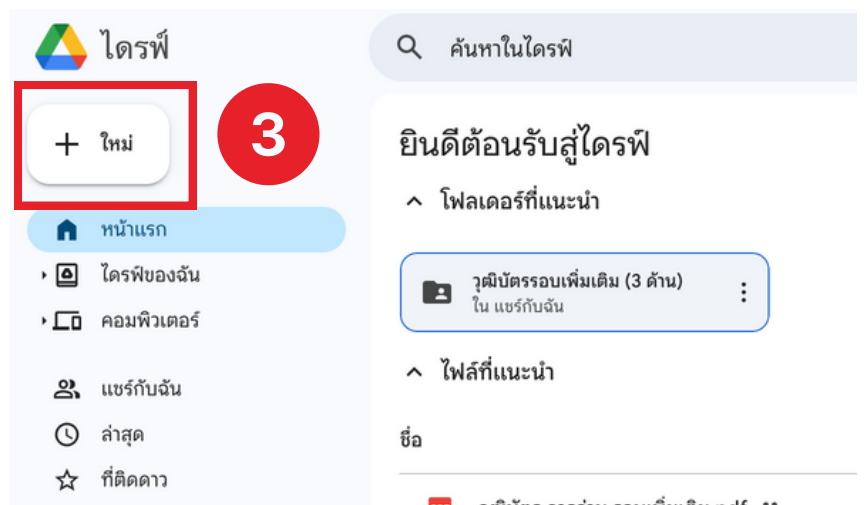 ไดรฟ์
ค้นหาในไดรฟ์
+ ใหม่
3
ยินดีต้อนรับสู่ไดรฟ์
โฟลเดอร์ที่แนะนำ
หน้าแรก
ไดรฟ์ของฉัน
วุฒิบัตรรอบเพิ่มเติม (3 ด้าน)
ใน แชร์กับฉัน
คอมพิวเตอร์
ไฟล์ที่แนะนำ
แชร์กับฉัน
ล่าสุด
ชื่อ
ที่ติดดาว